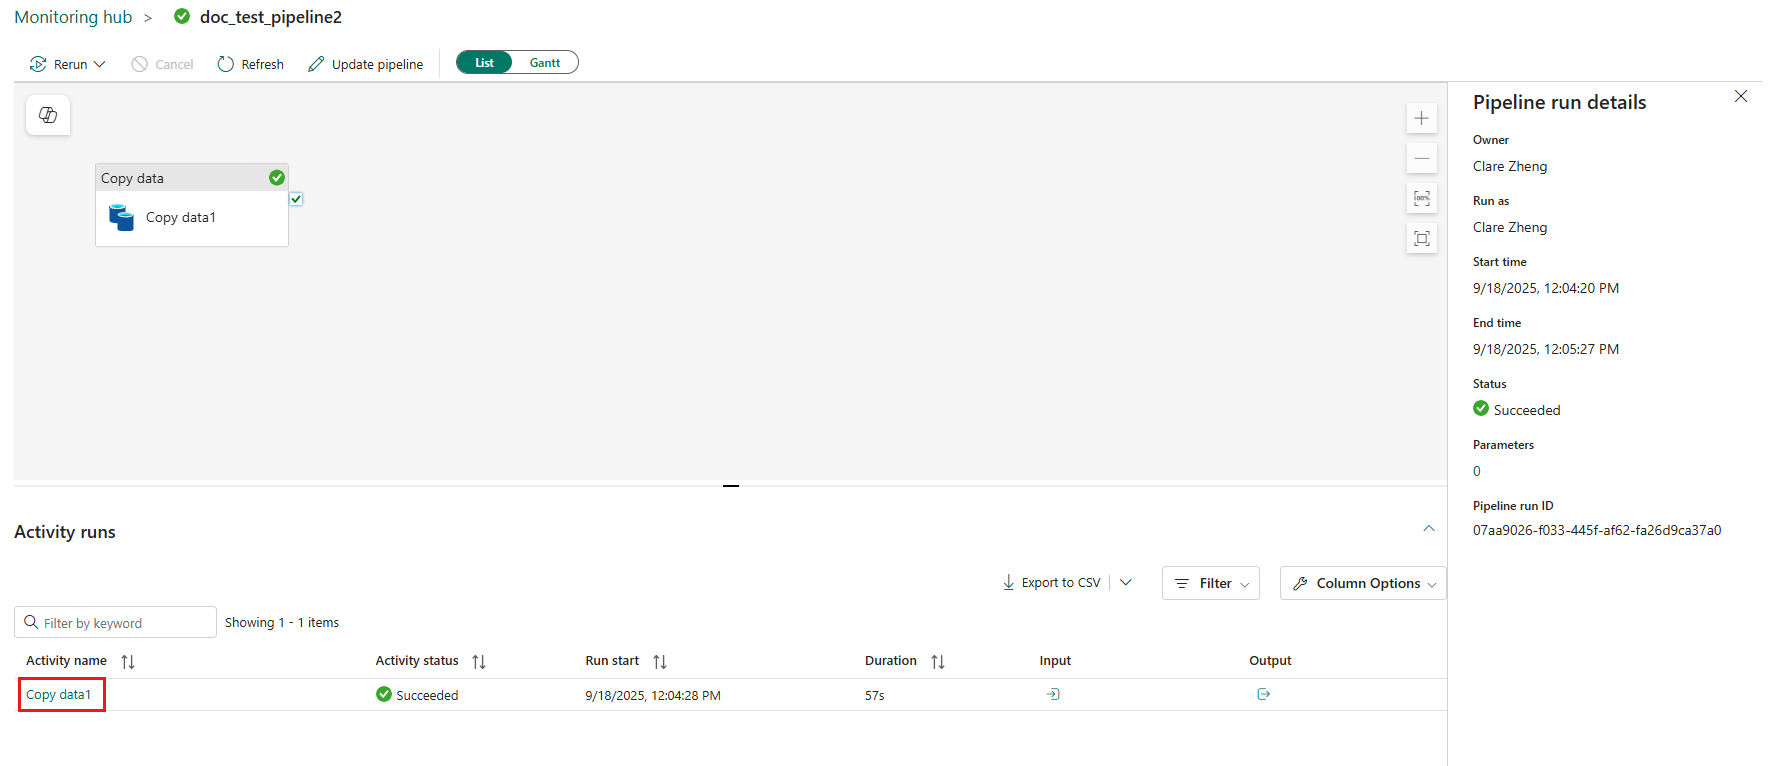 Monitoring hub > doc_test_pipeline2
Rerun Cancel Refresh Update pipeline List Gantt
Copy data
Copy data1
100%
Pipeline run details
Owner
Clare Zheng
Run as
Clare Zheng
Start time
9/18/2025, 12:04:20 PM
End time
9/18/2025, 12:05:27 PM
Status
Succeeded
Parameters
0
Pipeline run ID
07aa9026-f033-445f-af62-fa26d9ca37a0
Activity runs
Export to CSV Filter Column Options
Filter by keyword Showing 1 - 1 items
Activity name Activity status Run start Duration Input Output
Copy data1 Succeeded 9/18/2025, 12:04:28 PM 57s